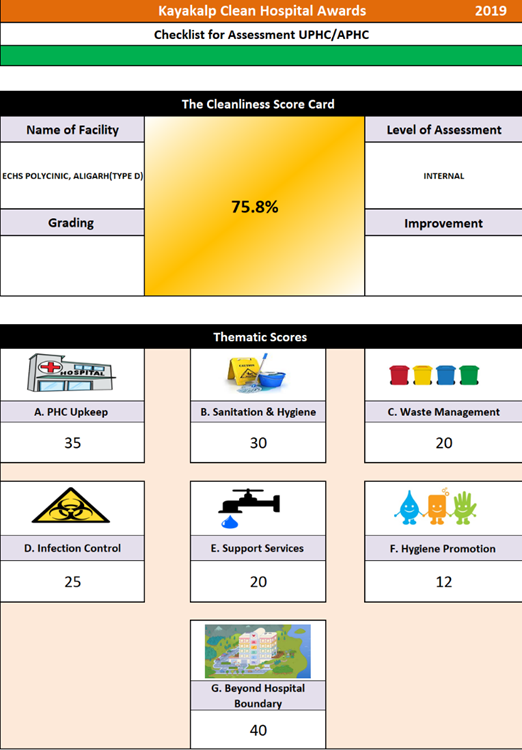 Kayakalp Clean Hospital Awards 2019
Checklist for Assessment UPHC/APHC
The Cleanliness Score Card
Name of Facility
Level of Assessment
ECHS POLYCINIC, ALIGARH(TYPE D)
75.8%
INTERNAL
Grading
Improvement
Thematic Scores
HOSPITAL
CAUTION
A. PHC Upkeep
B. Sanitation & Hygiene
C. Waste Management
35
30
20
D. Infection Control
E. Support Services
F. Hygiene Promotion
25
20
12
G. Beyond Hospital
Boundary
40